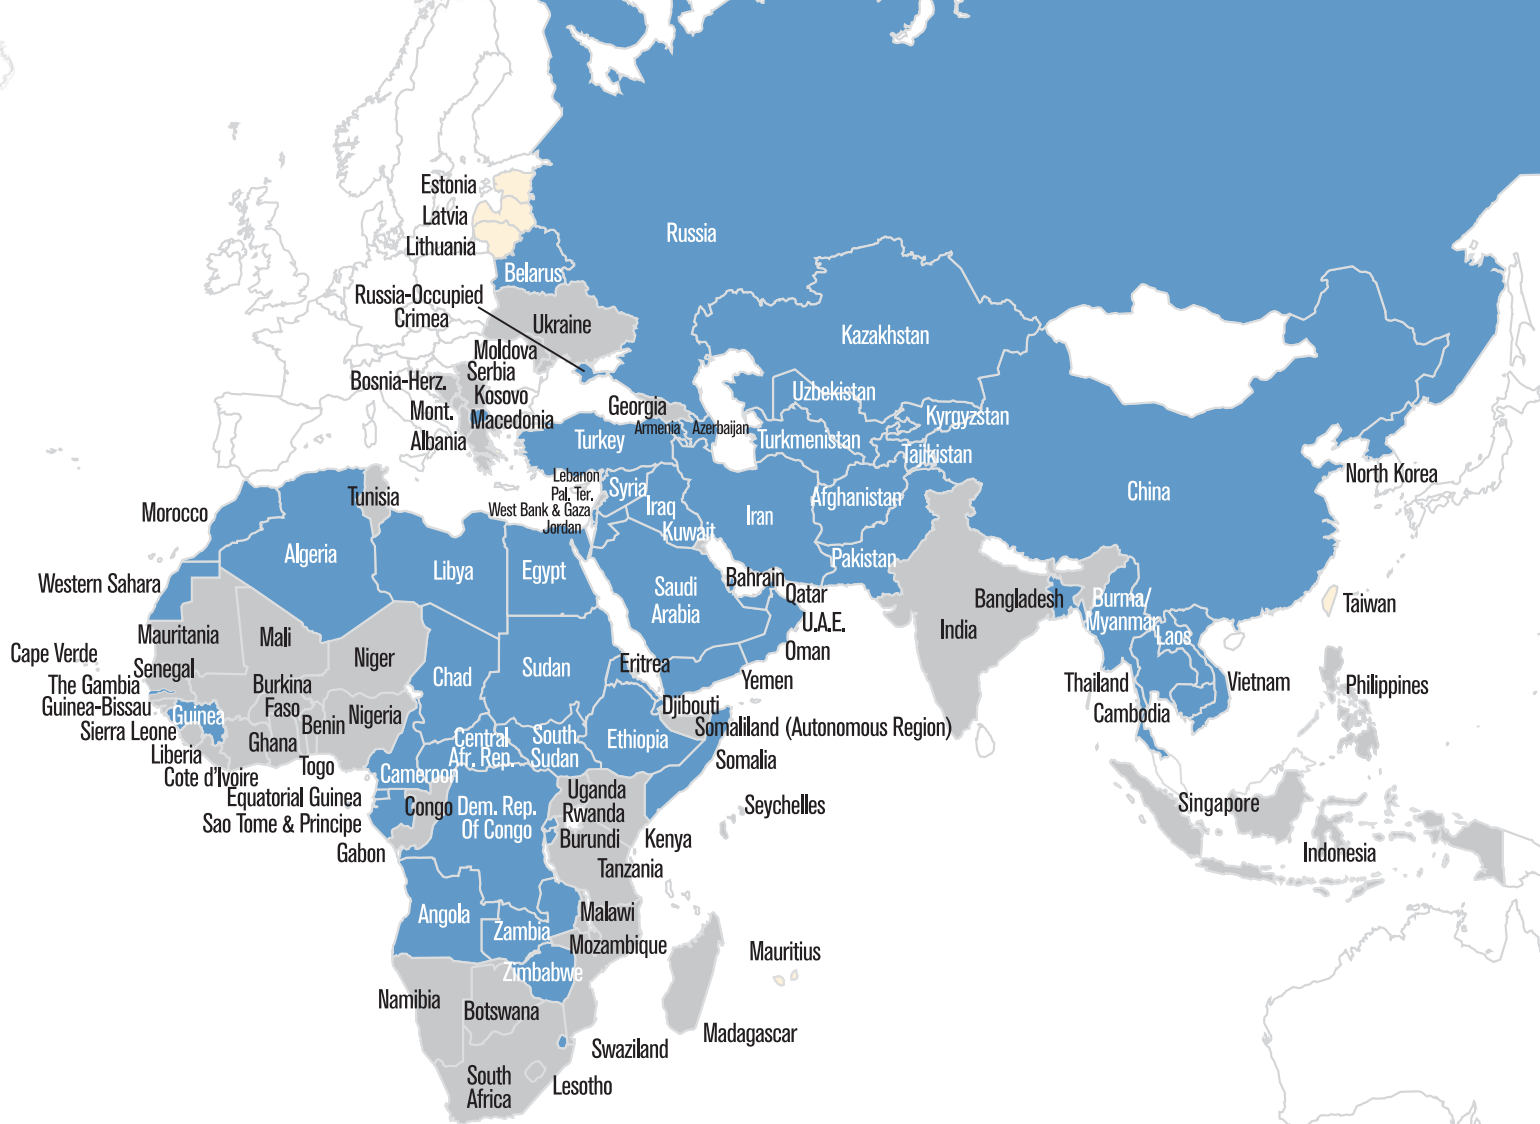 Estonia
Latvia
Lithuania
Russia
Belarus
Russia-Occupied
Crimea
Ukraine
Kazakhstan
Moldova
Serbia
Bosnia-Herz.
Kosovo
Mont.
Macedonia
Albania
Georgia
Armenia
Azerbaijan
Uzbekistan
Kyrgyzstan
Turkey
Turkmenistan
Tajikistan
North Korea
China
Lebanon
Pal. Ter.
West Bank & Gaza
Jordan
Syria
Iraq
Kuwait
Iran
Afghanistan
Pakistan
Tunisia
Morocco
Algeria
Libya
Egypt
Saudi
Arabia
Bahrain
Qatar
U.A.E.
Oman
Yemen
Western Sahara
Bangladesh
India
Burma/
Myanmar
Laos
Taiwan
Thailand
Vietnam
Cambodia
Philippines
Mauritania
Mali
Niger
Chad
Sudan
Eritrea
Cape Verde
Senegal
The Gambia
Guinea-Bissau
Guinea
Sierra Leone
Liberia
Cote d'Ivoire
Burkina
Faso
Ghana
Benin
Togo
Nigeria
Djibouti
Somaliland (Autonomous Region)
Ethiopia
Somalia
Central
Afr. Rep.
South
Sudan
Cameroon
Equatorial Guinea
Sao Tome & Principe
Gabon
Congo
Dem. Rep.
Of Congo
Uganda
Rwanda
Burundi
Kenya
Tanzania
Seychelles
Singapore
Indonesia
Angola
Zambia
Malawi
Mozambique
Zimbabwe
Mauritius
Namibia
Botswana
Madagascar
Swaziland
South
Africa
Lesotho